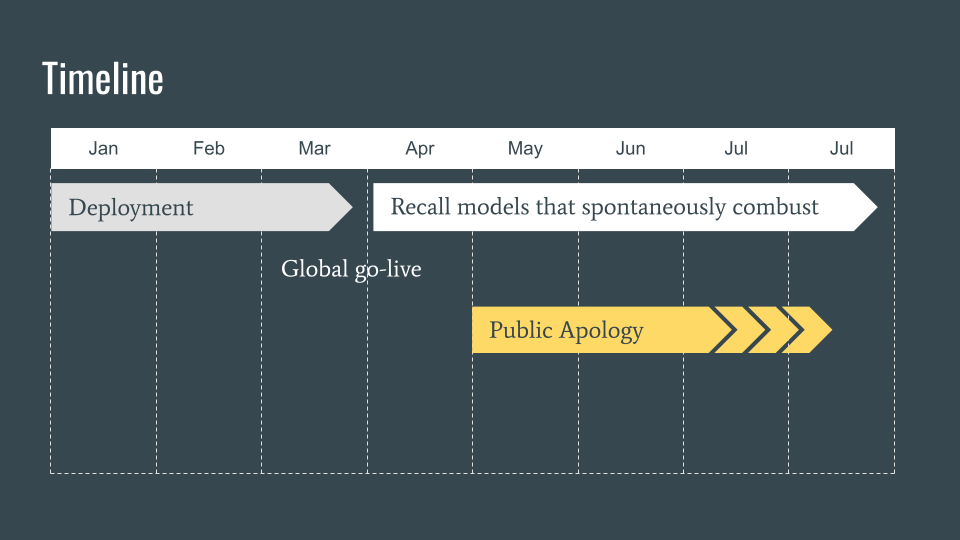 Timeline
Jan Feb Mar Apr May Jun Jul Jul
Deployment Recall models that spontaneously combust
Global go-live
Public Apology